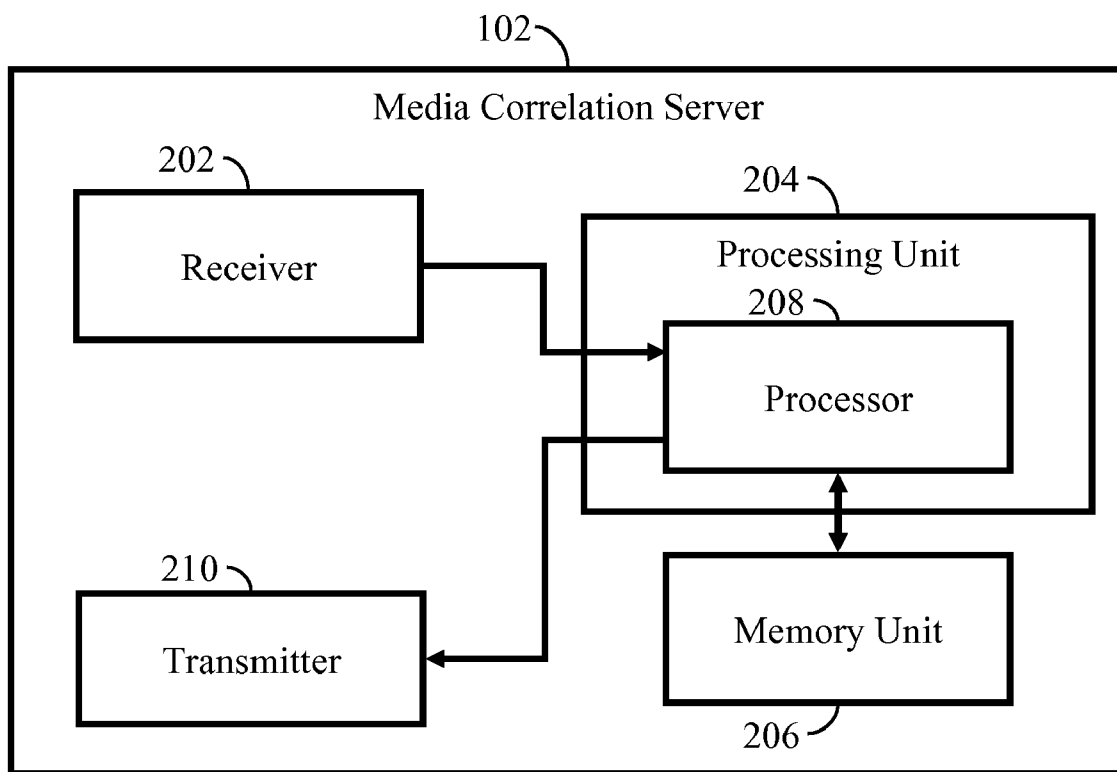 102
Media Correlation Server
202
204
Receiver
Processing Unit
208
Processor
210
Transmitter
Memory Unit
206